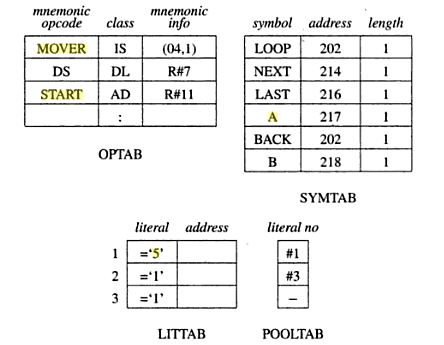 mnemonic opcode class mnemonic info
MOVER IS (04,1)
DS DL R#7
START AD R#11
:
OPTAB
symbol address length
LOOP 202 1
NEXT 214 1
LAST 216 1
A 217 1
BACK 202 1
B 218 1
SYMTAB
literal address
1 ='5'
2 ='1'
3 ='1'
LITTAB
literal no
#1
#3
–
POOLTAB